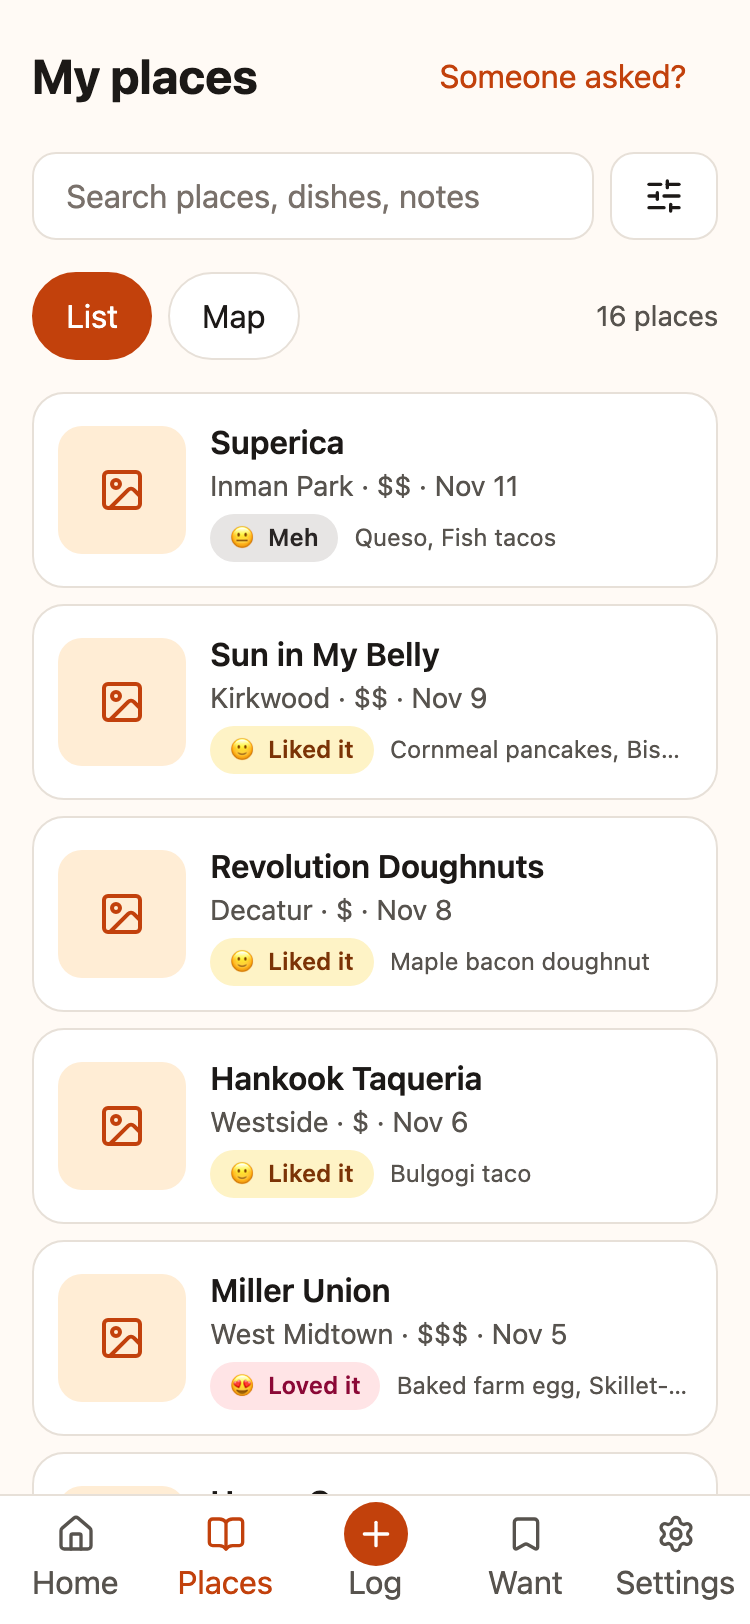 My places
Someone asked?
Search places, dishes, notes
List
Map
16 places
Superica
Inman Park · $$ · Nov 11
😐 Meh
Queso, Fish tacos
Sun in My Belly
Kirkwood · $$ · Nov 9
🙂 Liked it
Cornmeal pancakes, Bis...
Revolution Doughnuts
Decatur · $ · Nov 8
🙂 Liked it
Maple bacon doughnut
Hankook Taqueria
Westside · $ · Nov 6
🙂 Liked it
Bulgogi taco
Miller Union
West Midtown · $$$ · Nov 5
😍 Loved it
Baked farm egg, Skillet-...
Home
Places
Log
Want
Settings